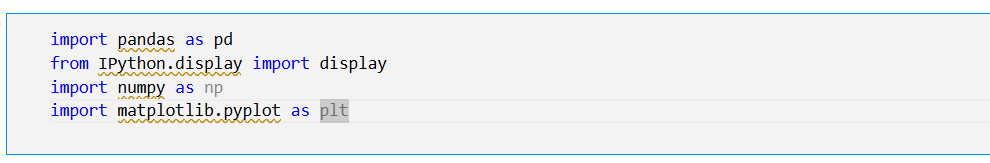 import pandas as pd
from IPython.display import display
import numpy as np
import matplotlib.pyplot as plt